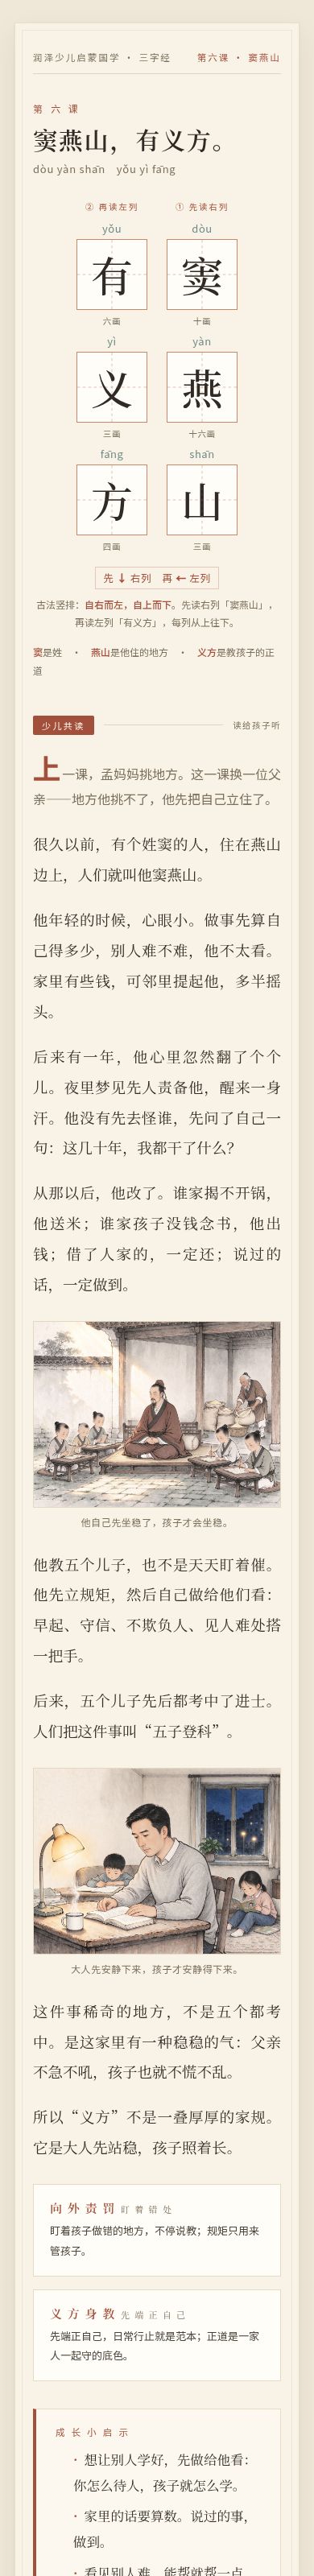 润泽少儿启蒙国学 • 三字经
第六课 • 窦燕山
第六课
窦燕山，有义方。
dòu yàn shān yǒu yì fāng
② 再读左列
① 先读右列
yǒu
dòu
有
窦
六画
十画
yì
yàn
义
燕
三画
十六画
fāng
shān
方
山
四画
三画
先 ↓ 右列 再 ← 左列
古法竖排：自右而左，自上而下。先读右列「窦燕山」，
再读左列「有义方」，每列从上往下。
窦是姓 • 燕山是他住的地方 • 义方是教孩子的正
道
少儿共读
读给孩子听
上一课，孟妈妈挑地方。这一课换一位父
亲——地方他挑不了，他先把自己立住了。
很久以前，有个姓窦的人，住在燕山
边上，人们就叫他窦燕山。
他年轻的时候，心眼小。做事先算自
己得多少，别人难不难，他不太看。
家里有些钱，可邻里提起他，多半摇
头。
后来有一年，他心里忽然翻了个个
儿。夜里梦见先人责备他，醒来一身
汗。他没有先去怪谁，先问了自己一
句：这几十年，我都干了什么？
从那以后，他改了。谁家揭不开锅，
他送米；谁家孩子没钱念书，他出
钱；借了人家的，一定还；说过的
话，一定做到。
他自己先坐稳了，孩子才会坐稳。
他教五个儿子，也不是天天盯着催。
他先立规矩，然后自己做给他们看：
早起、守信、不欺负人、见人难处搭
一把手。
后来，五个儿子先后都考中了进士。
人们把这件事叫“五子登科”。
大人先安静下来，孩子才安静得下来。
这件事稀奇的地方，不是五个都考
中。是这家里有一种稳稳的气：父亲
不急不吼，孩子也就不慌不乱。
所以“义方”不是一叠厚厚的家规。
它是大人先站稳，孩子照着长。
向外责罚 盯着错处
盯着孩子做错的地方，不停说教；规矩只用来
管孩子。
义方身教 先端正自己
先端正自己，日常行止就是范本；正道是一家
人一起守的底色。
成长小启示
· 想让别人学好，先做给他看：
你怎么待人，孩子就怎么学。
· 家里的话要算数。说过的事，
做到。
· 看见别人难，能帮就帮一点